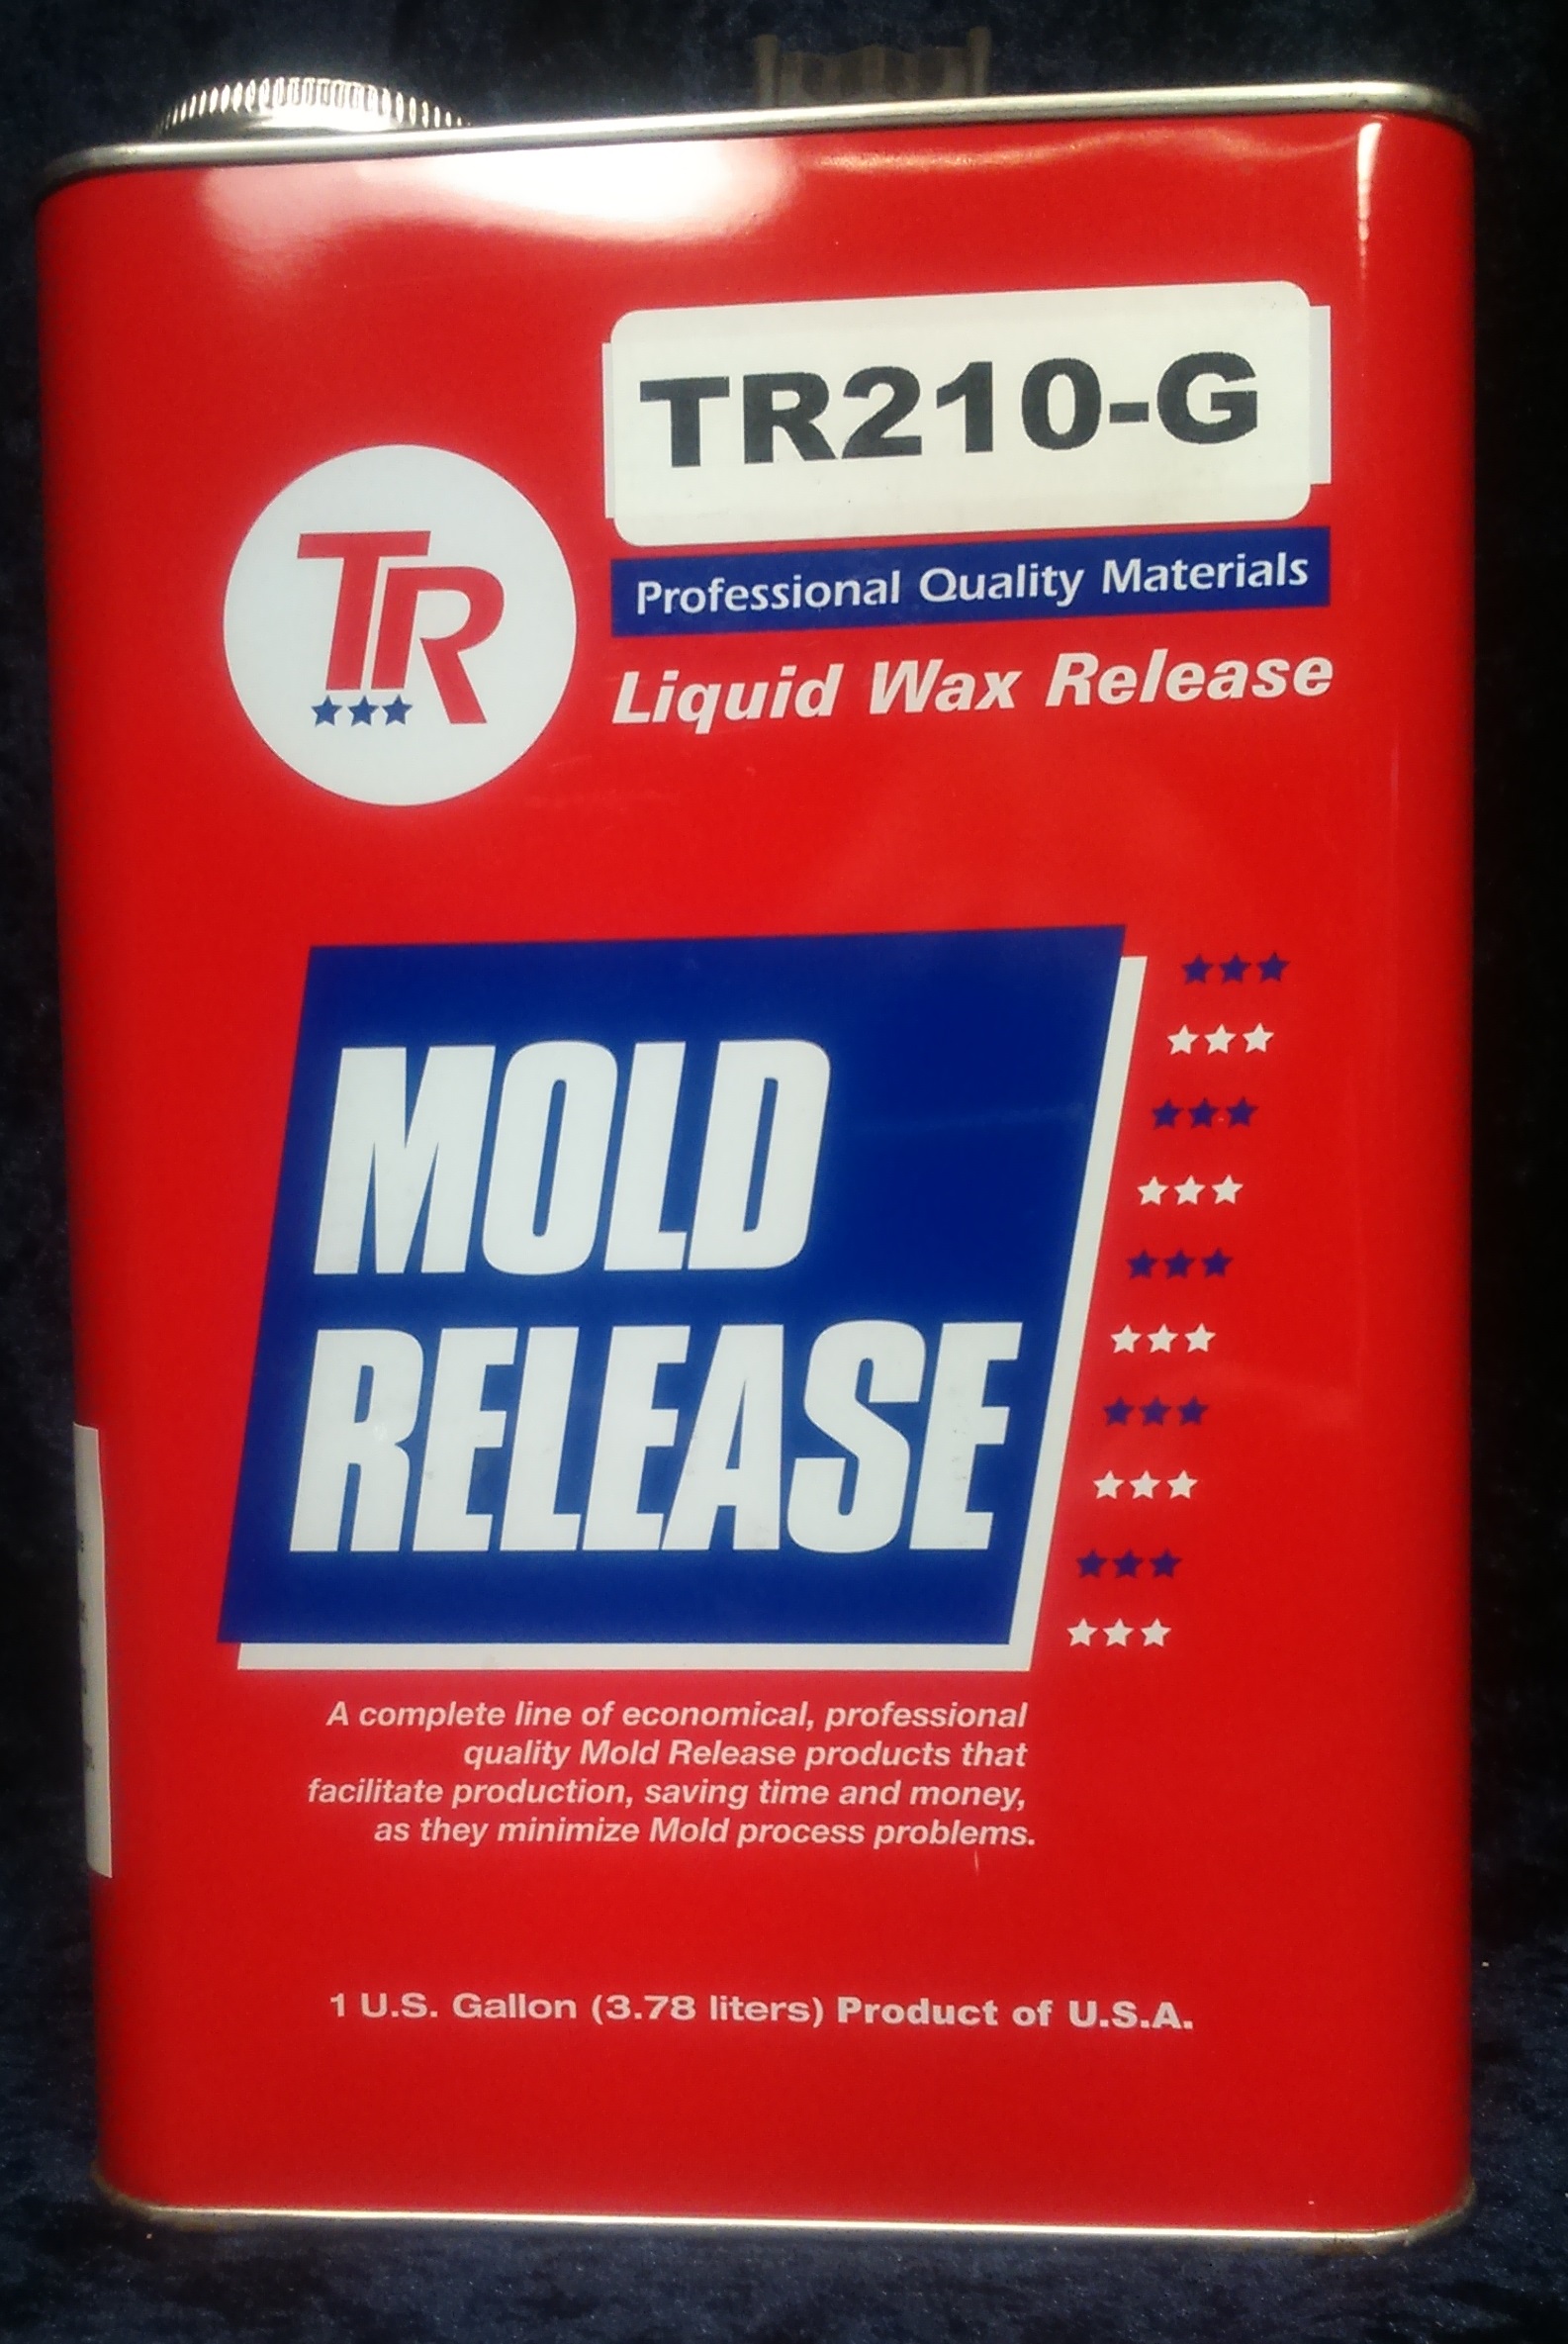 TR210-G
TR
Professional Quality Materials
Liquid Wax Release
MOLD
RELEASE
A complete line of economical, professional
quality Mold Release products that
facilitate production, saving time and money,
as they minimize Mold process problems.
1 U.S. Gallon (3.78 liters) Product of U.S.A.